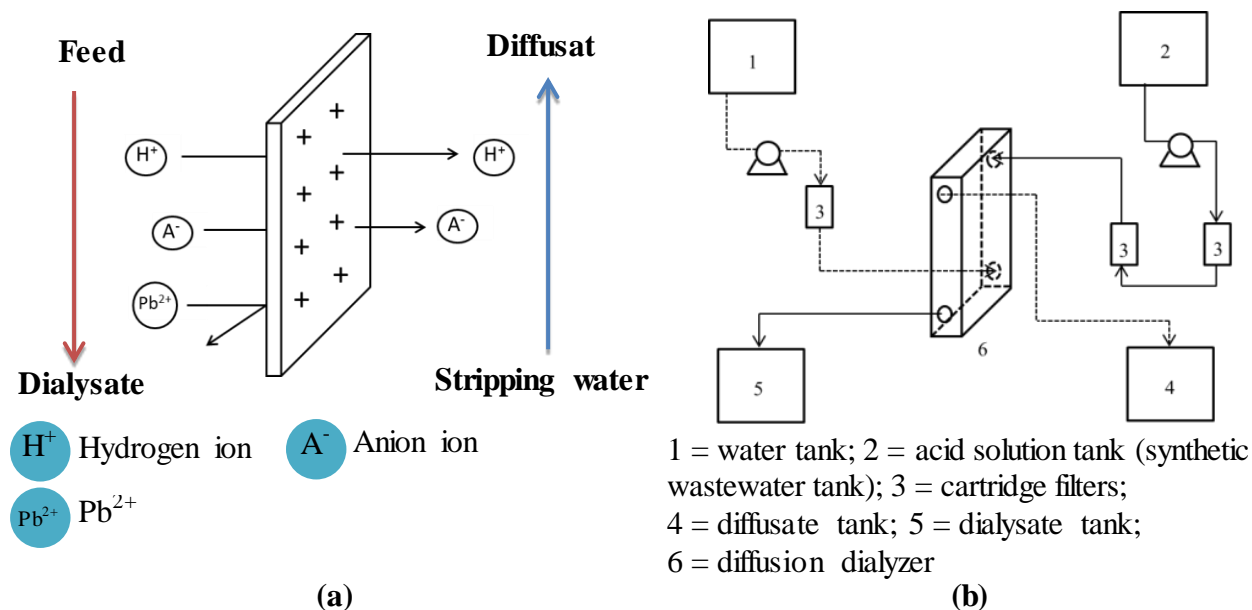 Feed
Diffusat
H⁺
H⁺
A⁻
A⁻
Pb²⁺
+
+
+
+
+
+
+
+
Dialysate
Stripping water
H⁺ Hydrogen ion
A⁻ Anion ion
Pb²⁺ Pb²⁺
(a)
1
2
3
3
3
6
5
4
1 = water tank; 2 = acid solution tank (synthetic
wastewater tank); 3 = cartridge filters;
4 = diffusate tank; 5 = dialysate tank;
6 = diffusion dialyzer
(b)